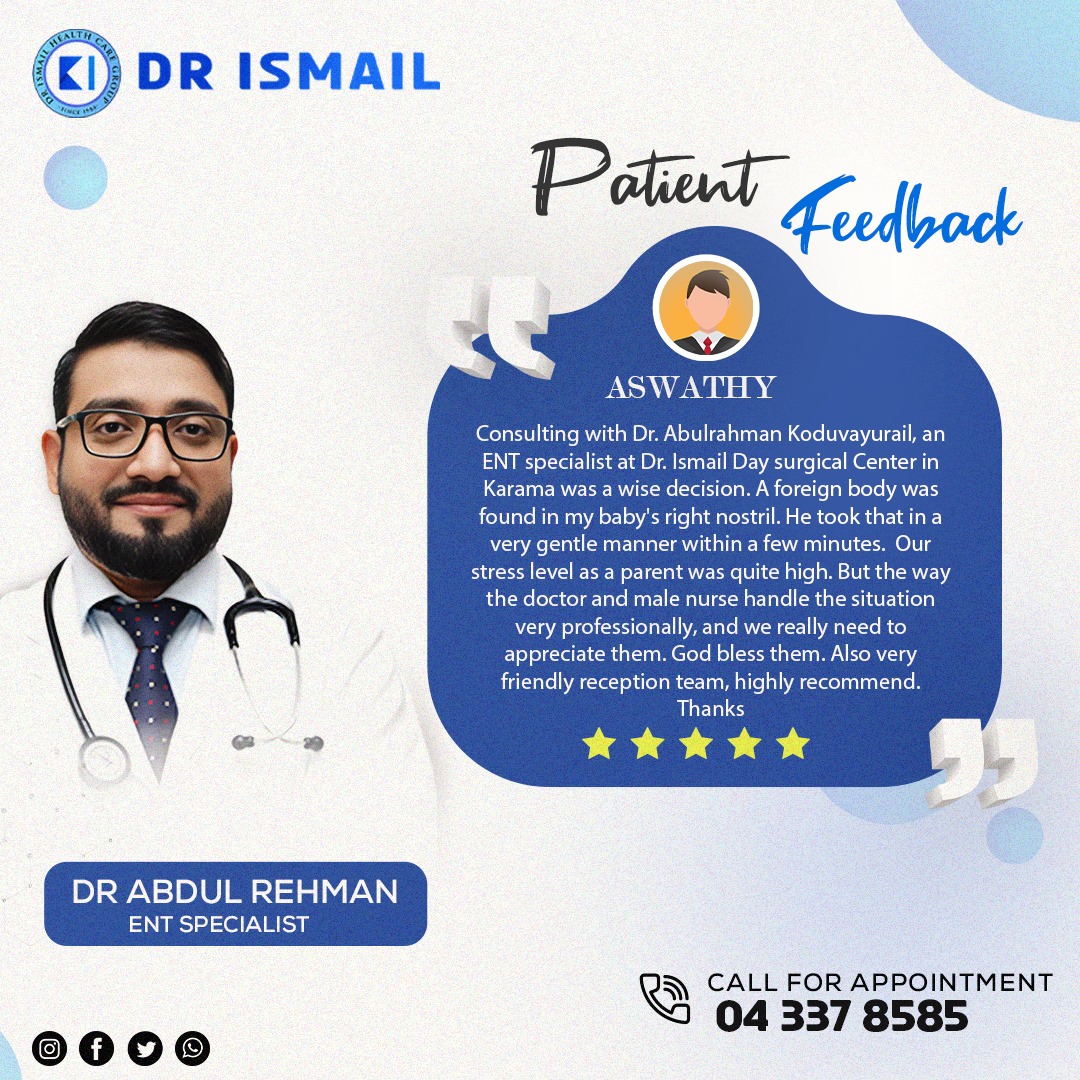 DR ISMAIL HEALTH CARE GROUP
KI
SINCE 1986
DR ISMAIL
Patient
Feedback
ASWATHY
Consulting with Dr. Abulrahman Koduvayurail, an
ENT specialist at Dr. Ismail Day surgical Center in
Karama was a wise decision. A foreign body was
found in my baby's right nostril. He took that in a
very gentle manner within a few minutes.  Our
stress level as a parent was quite high. But the way
the doctor and male nurse handle the situation
very professionally, and we really need to
appreciate them. God bless them. Also very
friendly reception team, highly recommend.
Thanks
DR ABDUL REHMAN
ENT SPECIALIST
CALL FOR APPOINTMENT
04 337 8585